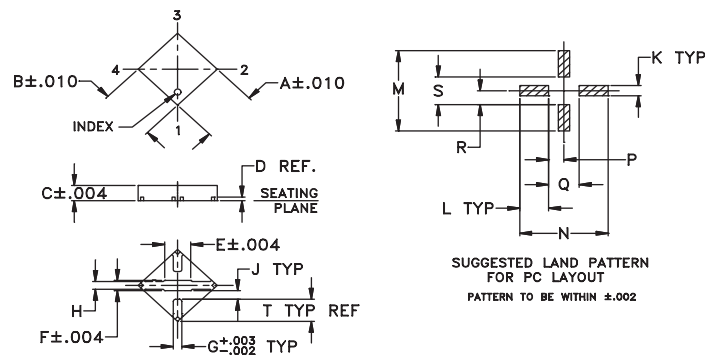 3
4
2
B±.010
A±.010
INDEX
1
D REF.
C±.004
SEATING
PLANE
E±.004
J TYP
H
T TYP REF
F±.004
G+.003
-.002 TYP
K TYP
M
S
R
P
Q
L TYP
N
SUGGESTED LAND PATTERN
FOR PC LAYOUT
PATTERN TO BE WITHIN ±.002